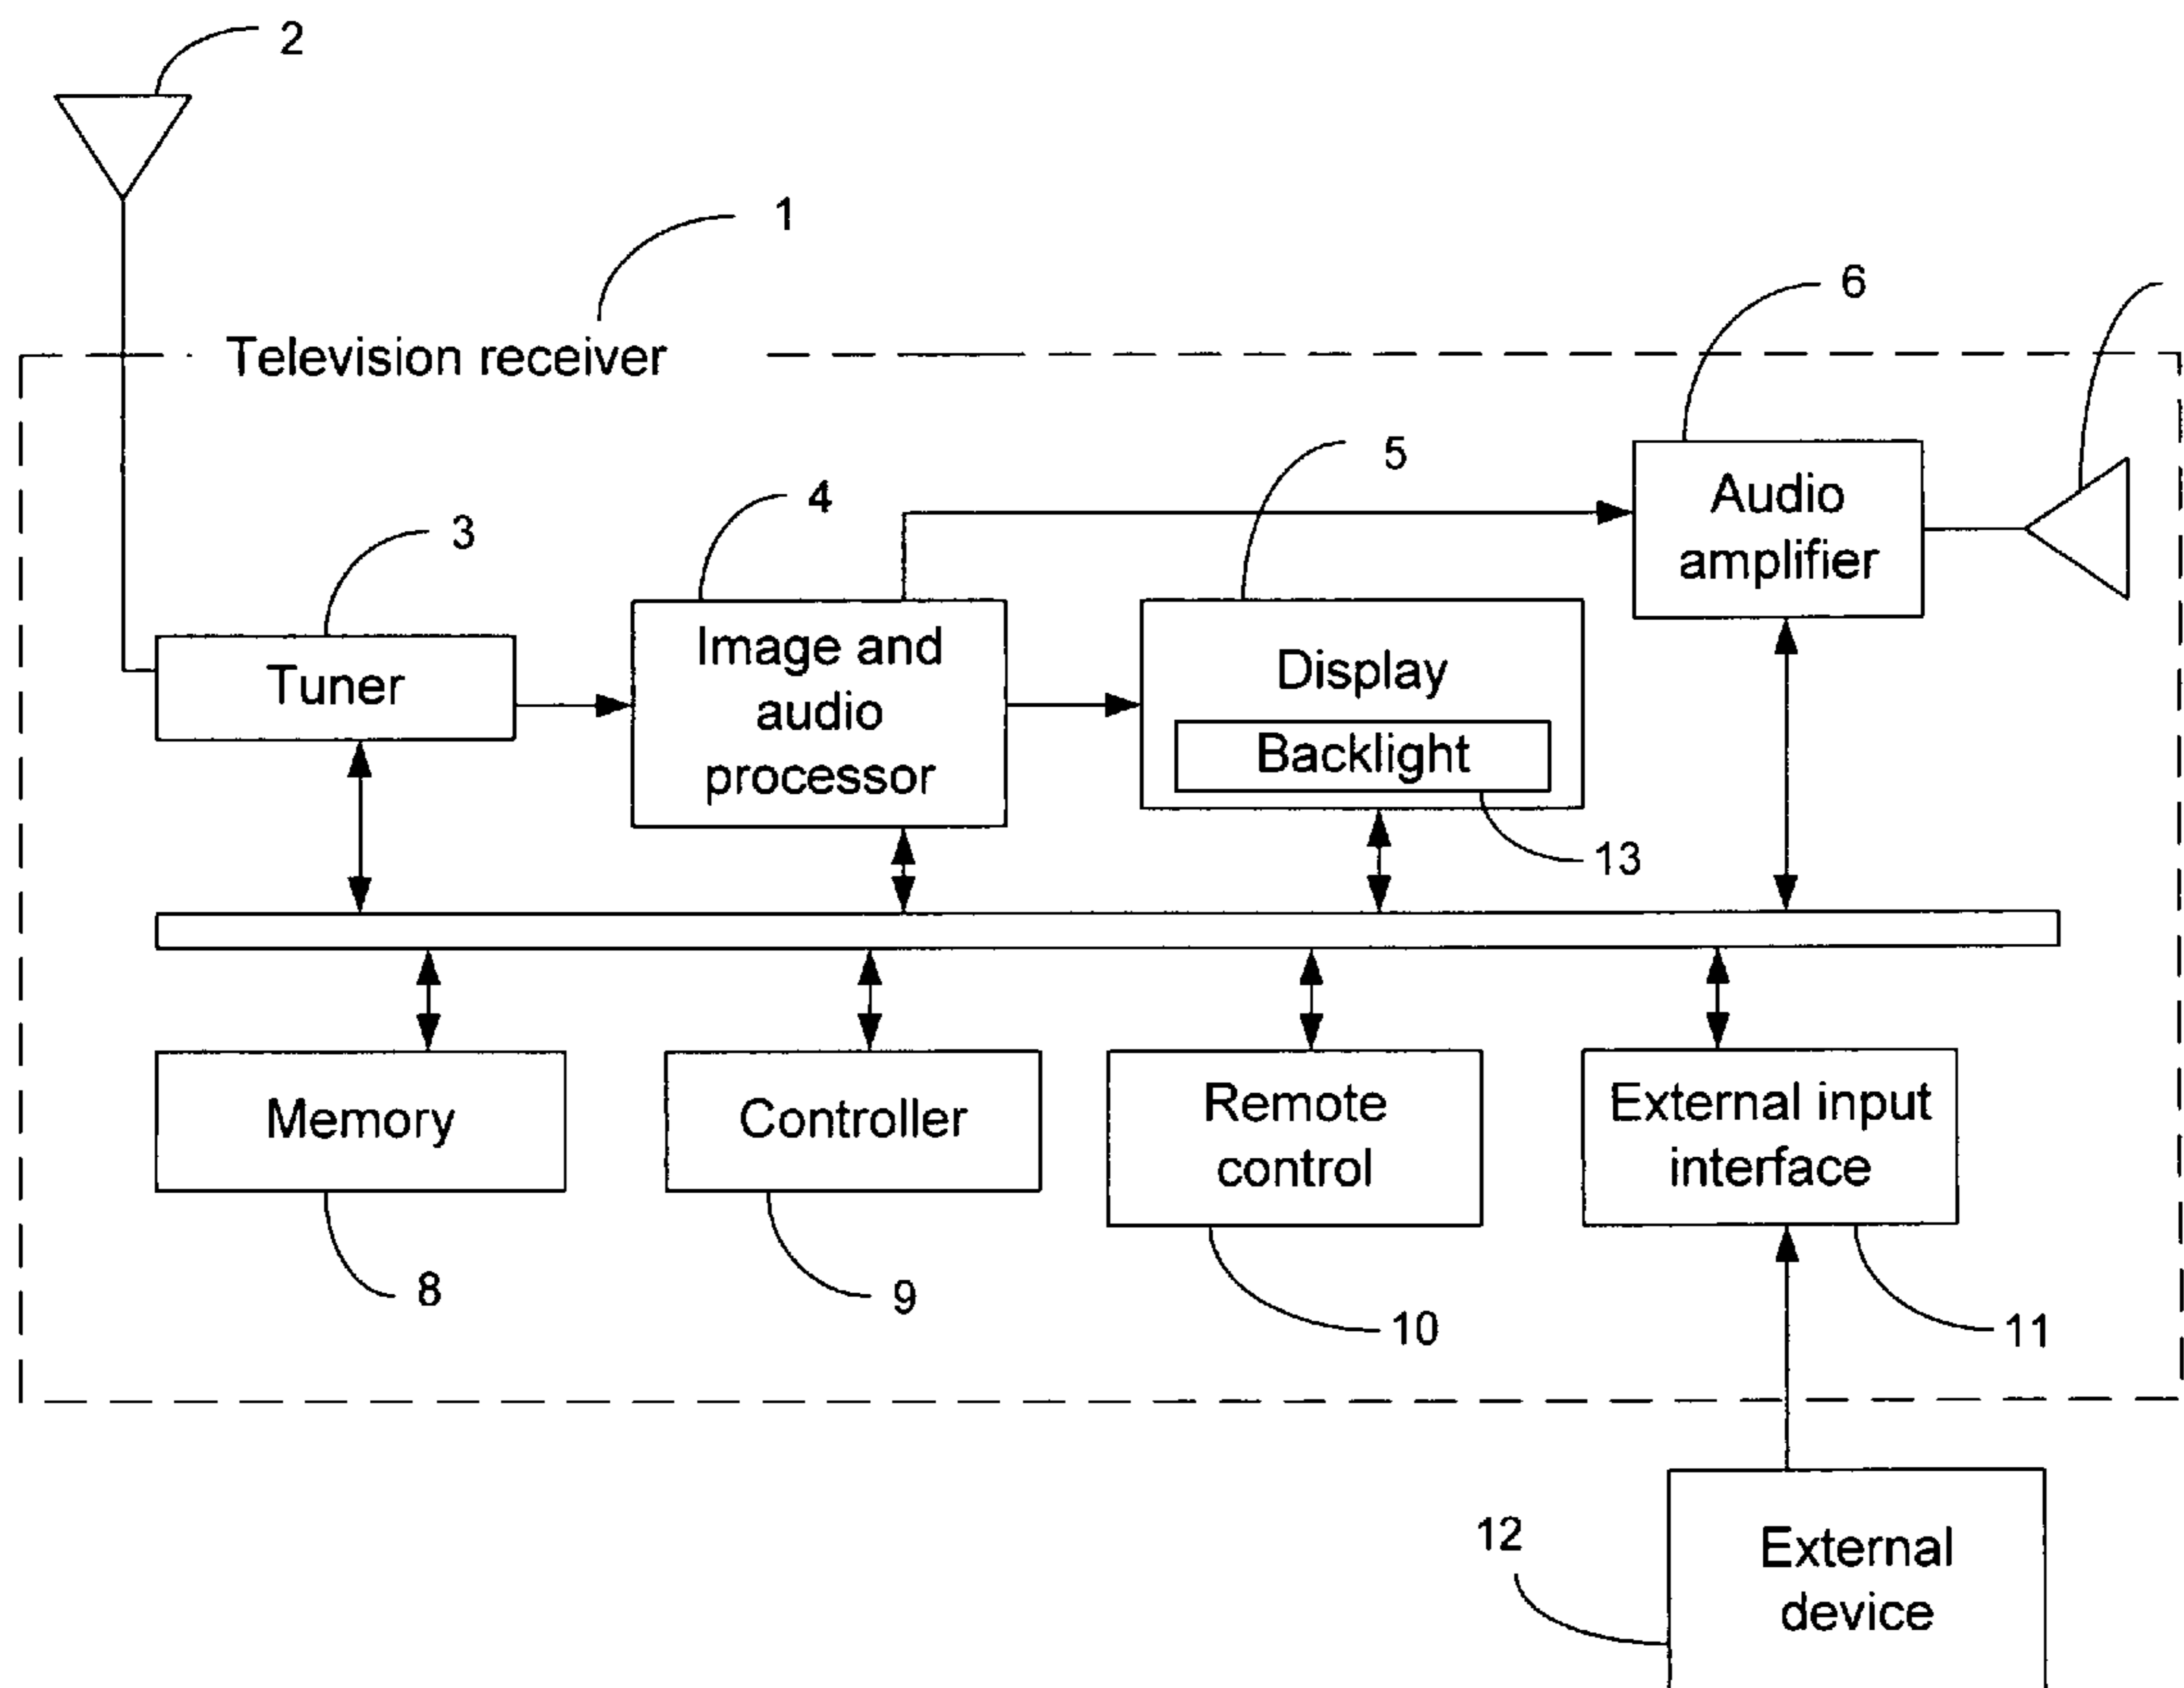 2
1
Television receiver
6
5
4
3
Audio
amplifier
Image and
audio
processor
Display
Tuner
Backlight
13
Memory
Controller
Remote
control
External input
interface
8
9
10
11
12
External
device